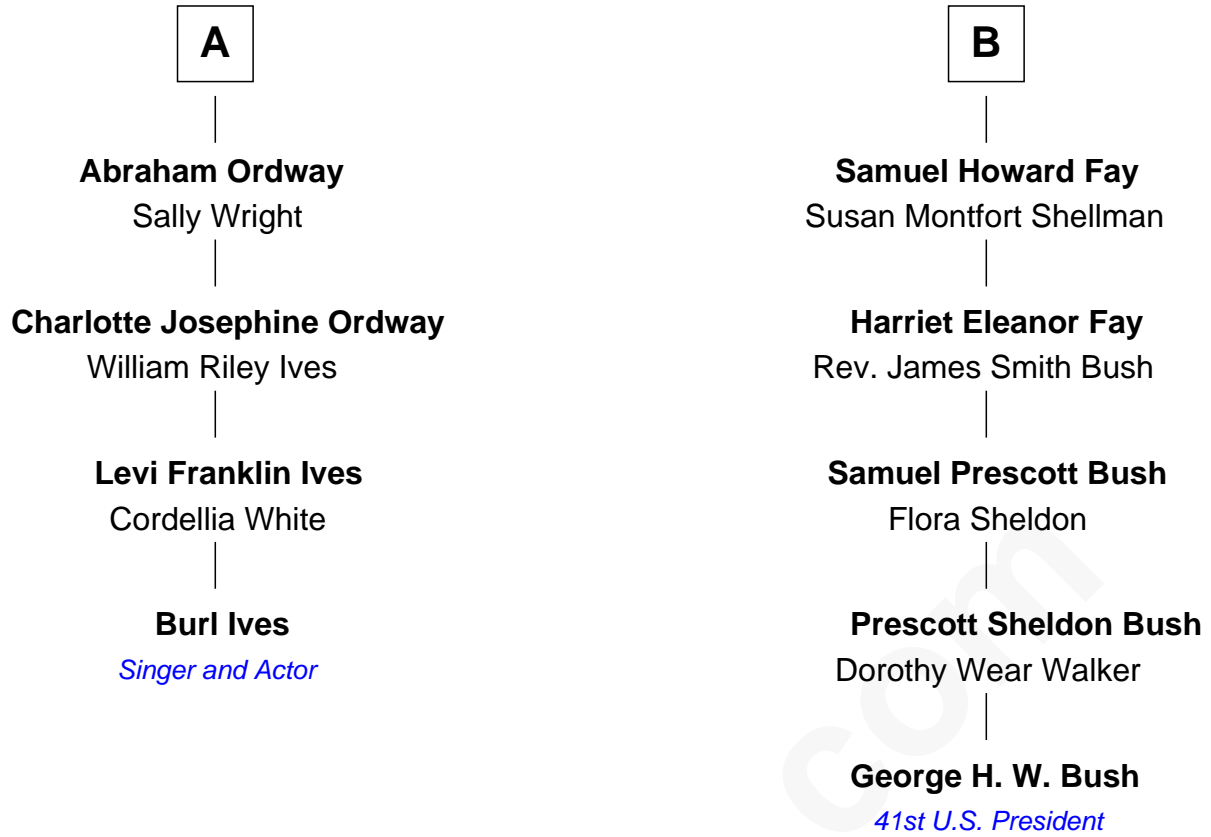 A
Abraham Ordway
Sally Wright
Charlotte Josephine Ordway
William Riley Ives
Levi Franklin Ives
Cordellia White
Burl Ives
Singer and Actor
B
Samuel Howard Fay
Susan Montfort Shellman
Harriet Eleanor Fay
Rev. James Smith Bush
Samuel Prescott Bush
Flora Sheldon
Prescott Sheldon Bush
Dorothy Wear Walker
George H. W. Bush
41st U.S. President
com